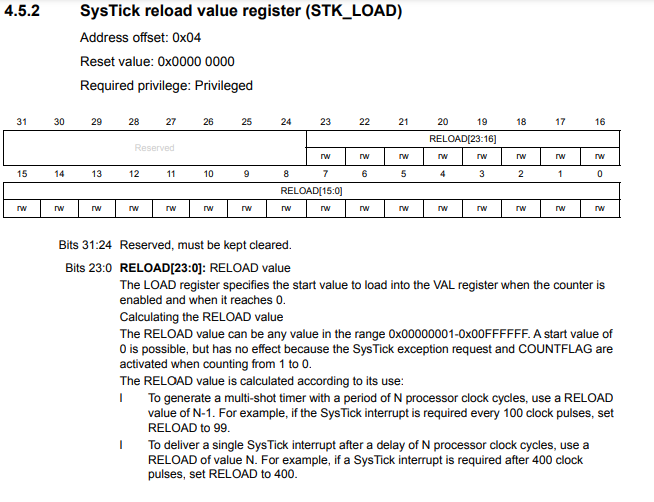 4.5.2 SysTick reload value register (STK_LOAD)
Address offset: 0x04
Reset value: 0x0000 0000
Required privilege: Privileged
31 30 29 28 27 26 25 24 23 22 21 20 19 18 17 16
Reserved
RELOAD[23:16]
rw rw rw rw rw rw rw rw
15 14 13 12 11 10 9 8 7 6 5 4 3 2 1 0
RELOAD[15:0]
rw rw rw rw rw rw rw rw rw rw rw rw rw rw rw rw
Bits 31:24 Reserved, must be kept cleared.
Bits 23:0 RELOAD[23:0]: RELOAD value
The LOAD register specifies the start value to load into the VAL register when the counter is
enabled and when it reaches 0.
Calculating the RELOAD value
The RELOAD value can be any value in the range 0x00000001-0x00FFFFFF. A start value of
0 is possible, but has no effect because the SysTick exception request and COUNTFLAG are
activated when counting from 1 to 0.
The RELOAD value is calculated according to its use:
l To generate a multi-shot timer with a period of N processor clock cycles, use a RELOAD
value of N-1. For example, if the SysTick interrupt is required every 100 clock pulses, set
RELOAD to 99.
l To deliver a single SysTick interrupt after a delay of N processor clock cycles, use a
RELOAD of value N. For example, if a SysTick interrupt is required after 400 clock
pulses, set RELOAD to 400.